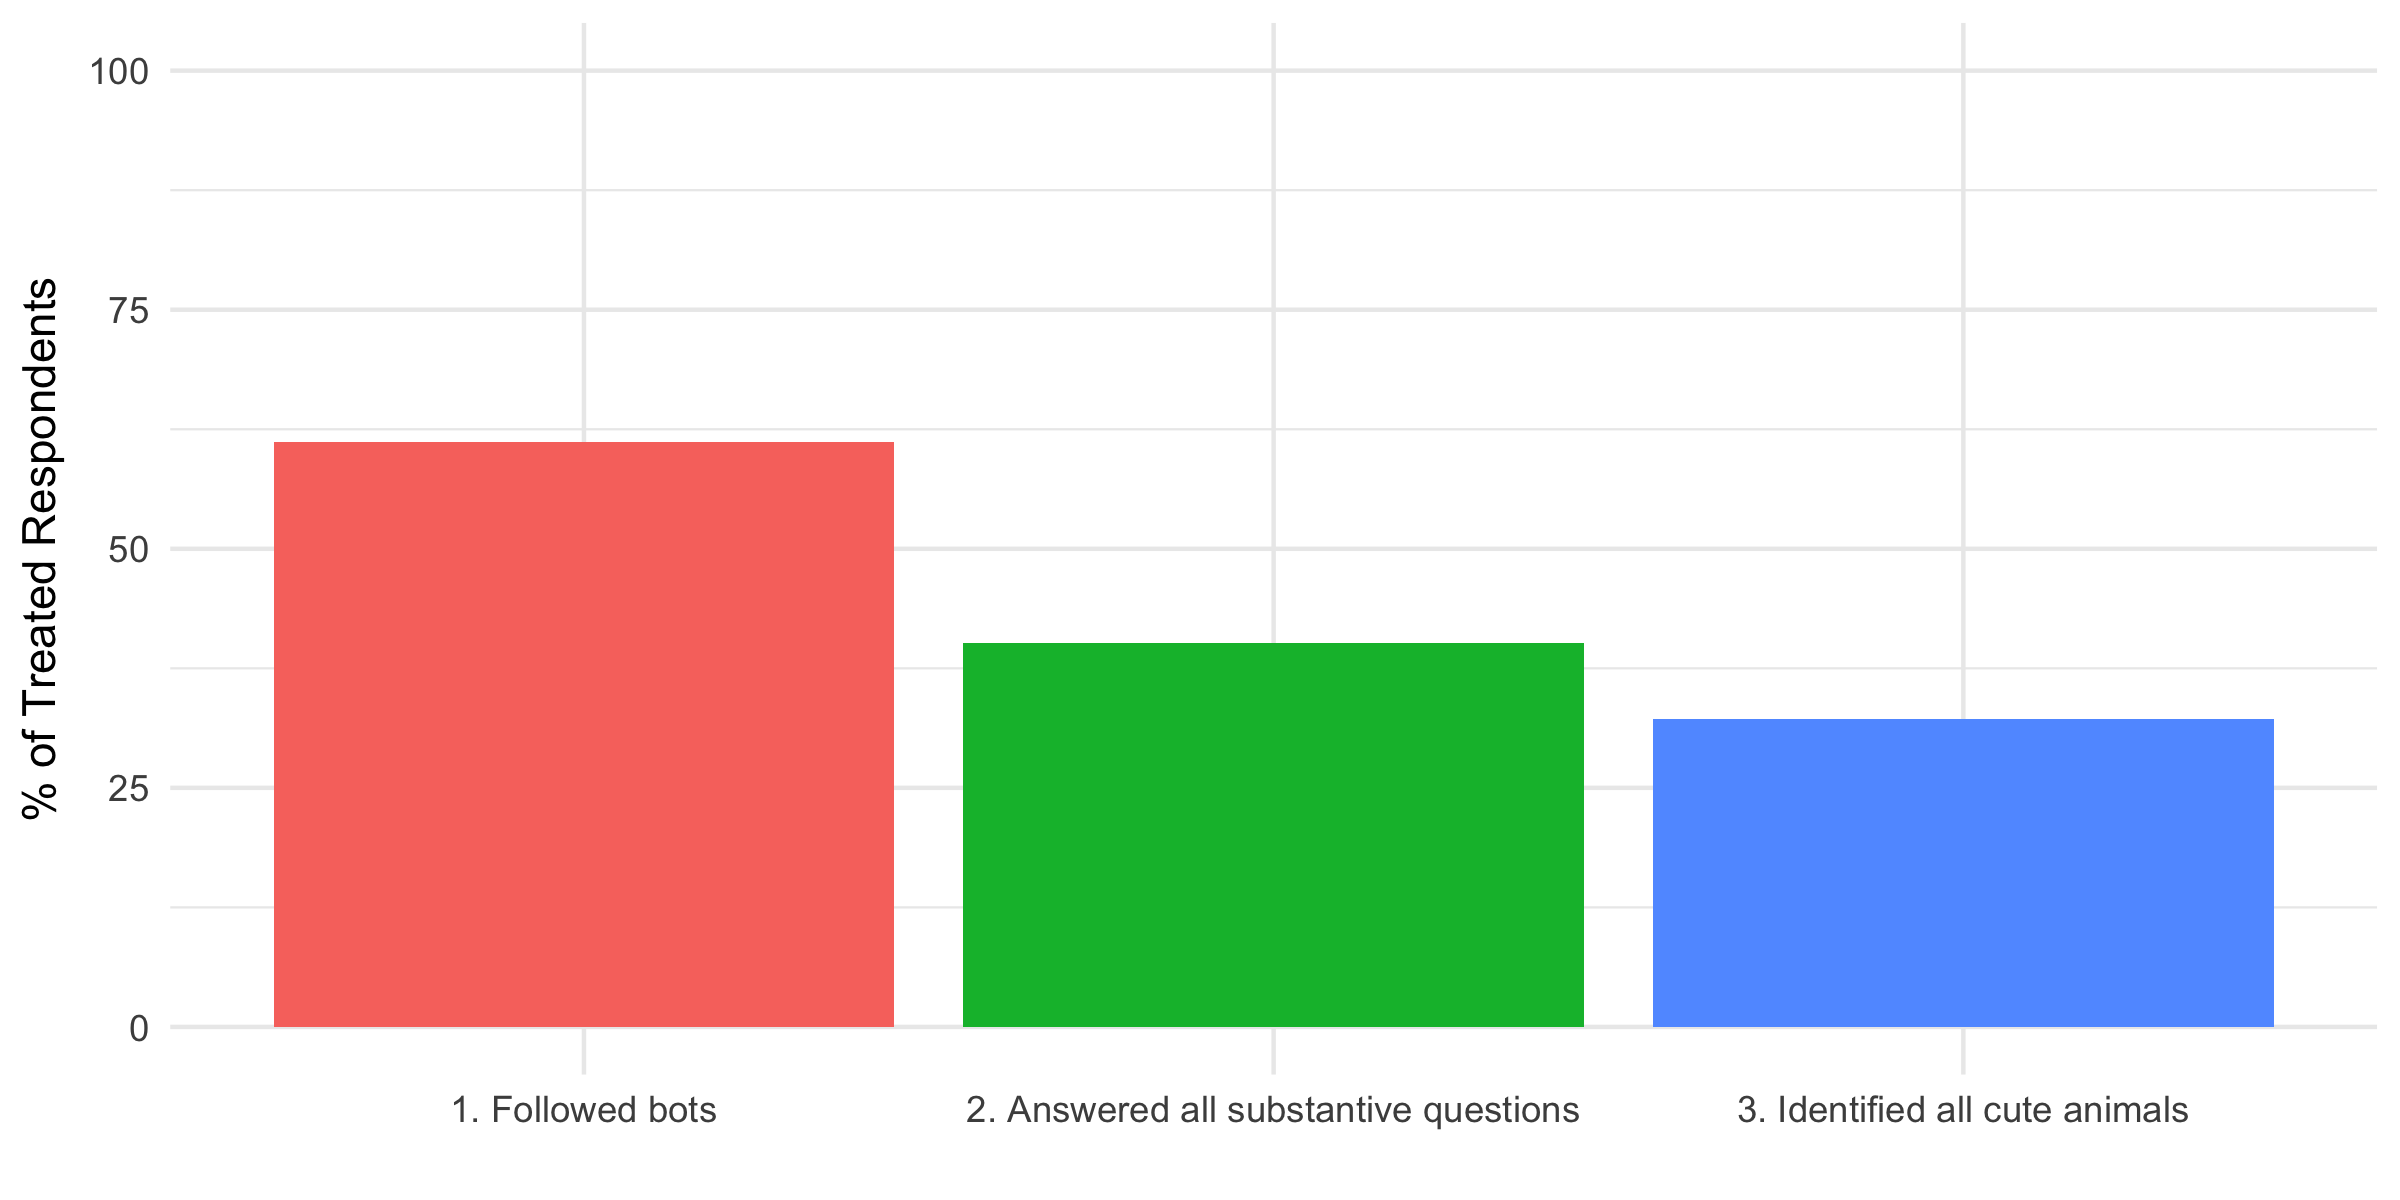 % of Treated Respondents
100
75
50
25
0
1. Followed bots
2. Answered all substantive questions
3. Identified all cute animals